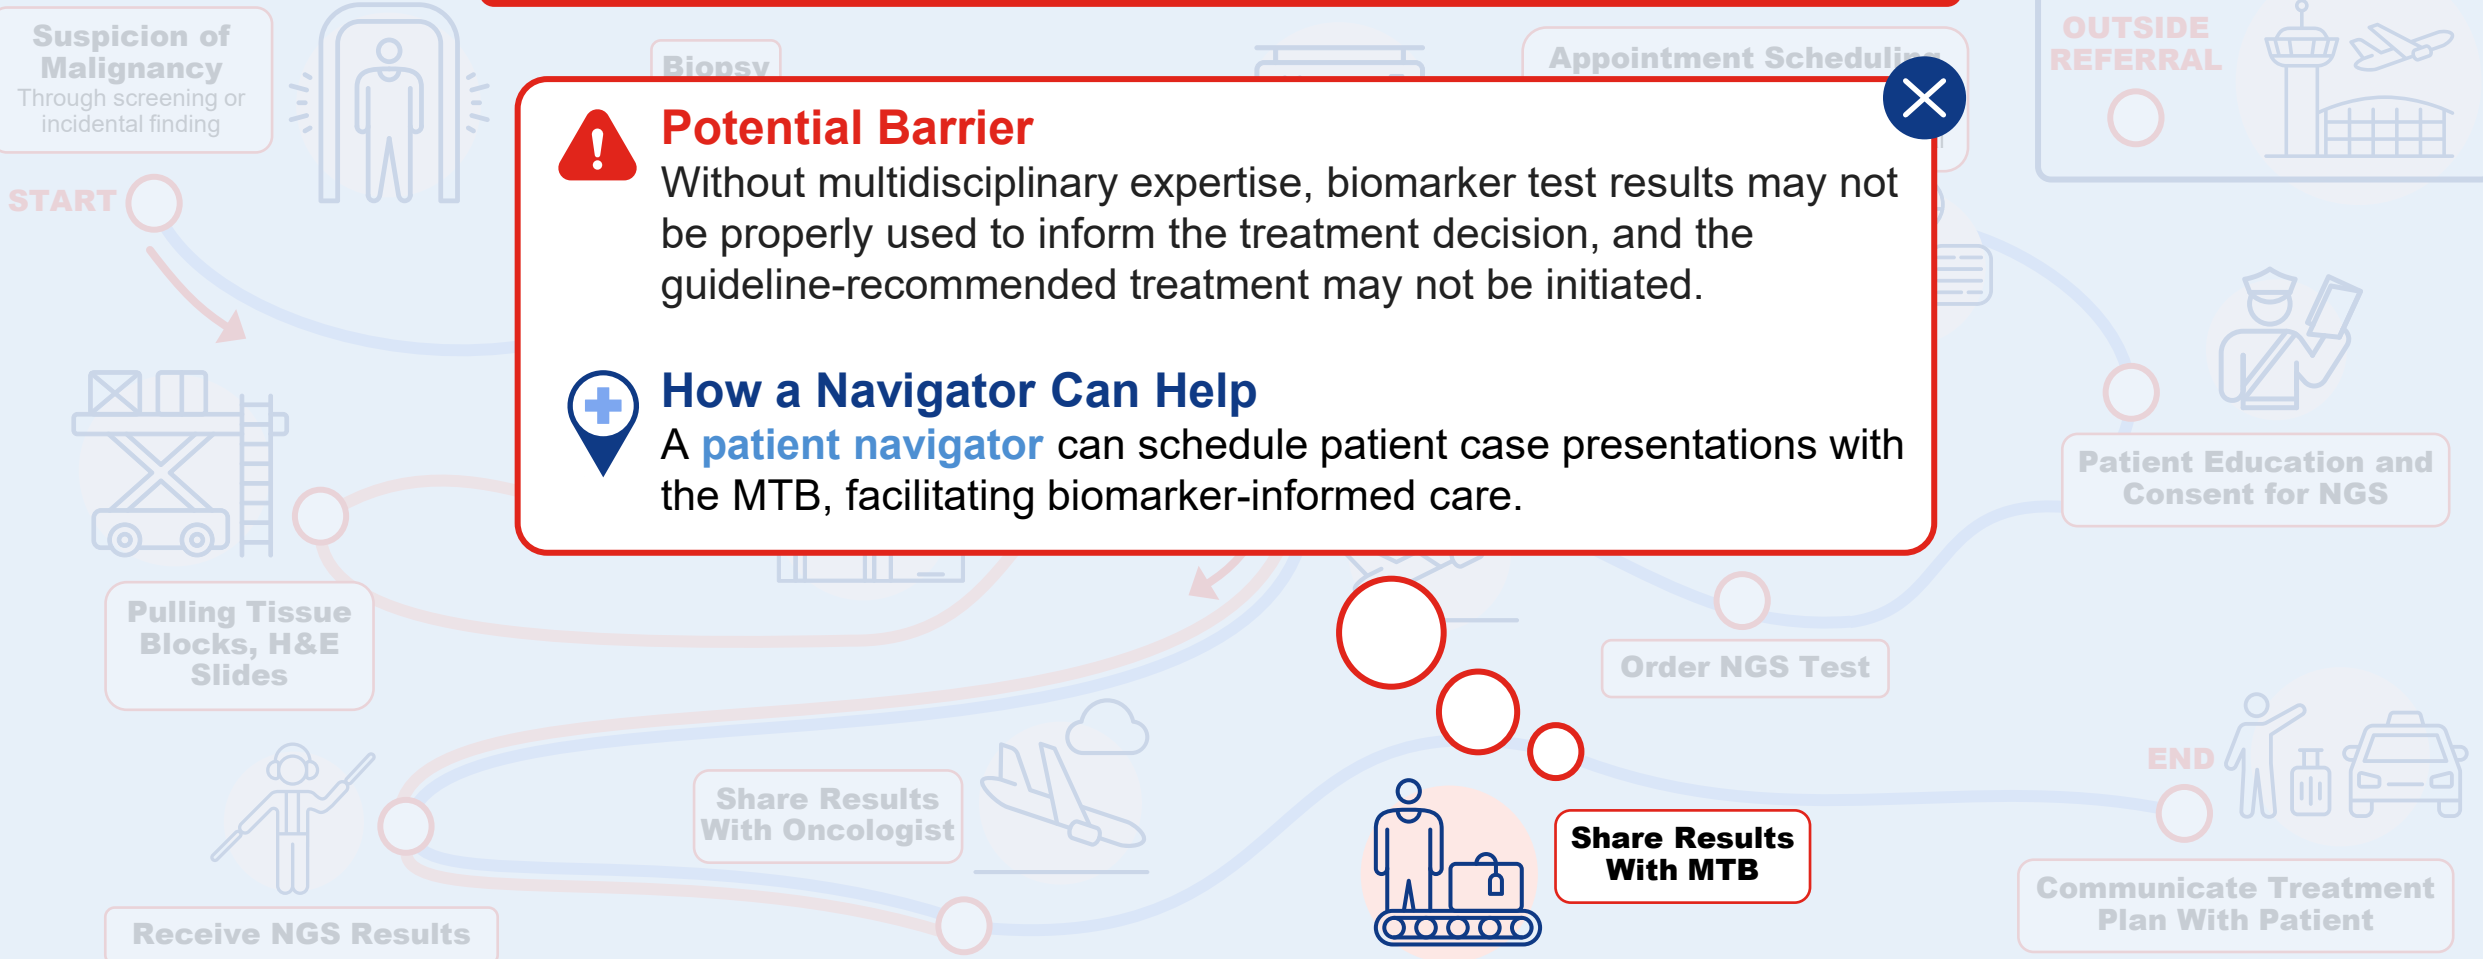 Suspicion of
Malignancy
Through screening or
incidental finding
START
Biopsy
Appointment Scheduling
OUTSIDE
REFERRAL
Potential Barrier
Without multidisciplinary expertise, biomarker test results may not
be properly used to inform the treatment decision, and the
guideline-recommended treatment may not be initiated.
How a Navigator Can Help
A patient navigator can schedule patient case presentations with
the MTB, facilitating biomarker-informed care.
Patient Education and
Consent for NGS
Pulling Tissue
Blocks, H&E
Slides
Order NGS Test
Share Results
With Oncologist
Share Results
With MTB
END
Receive NGS Results
Communicate Treatment
Plan With Patient